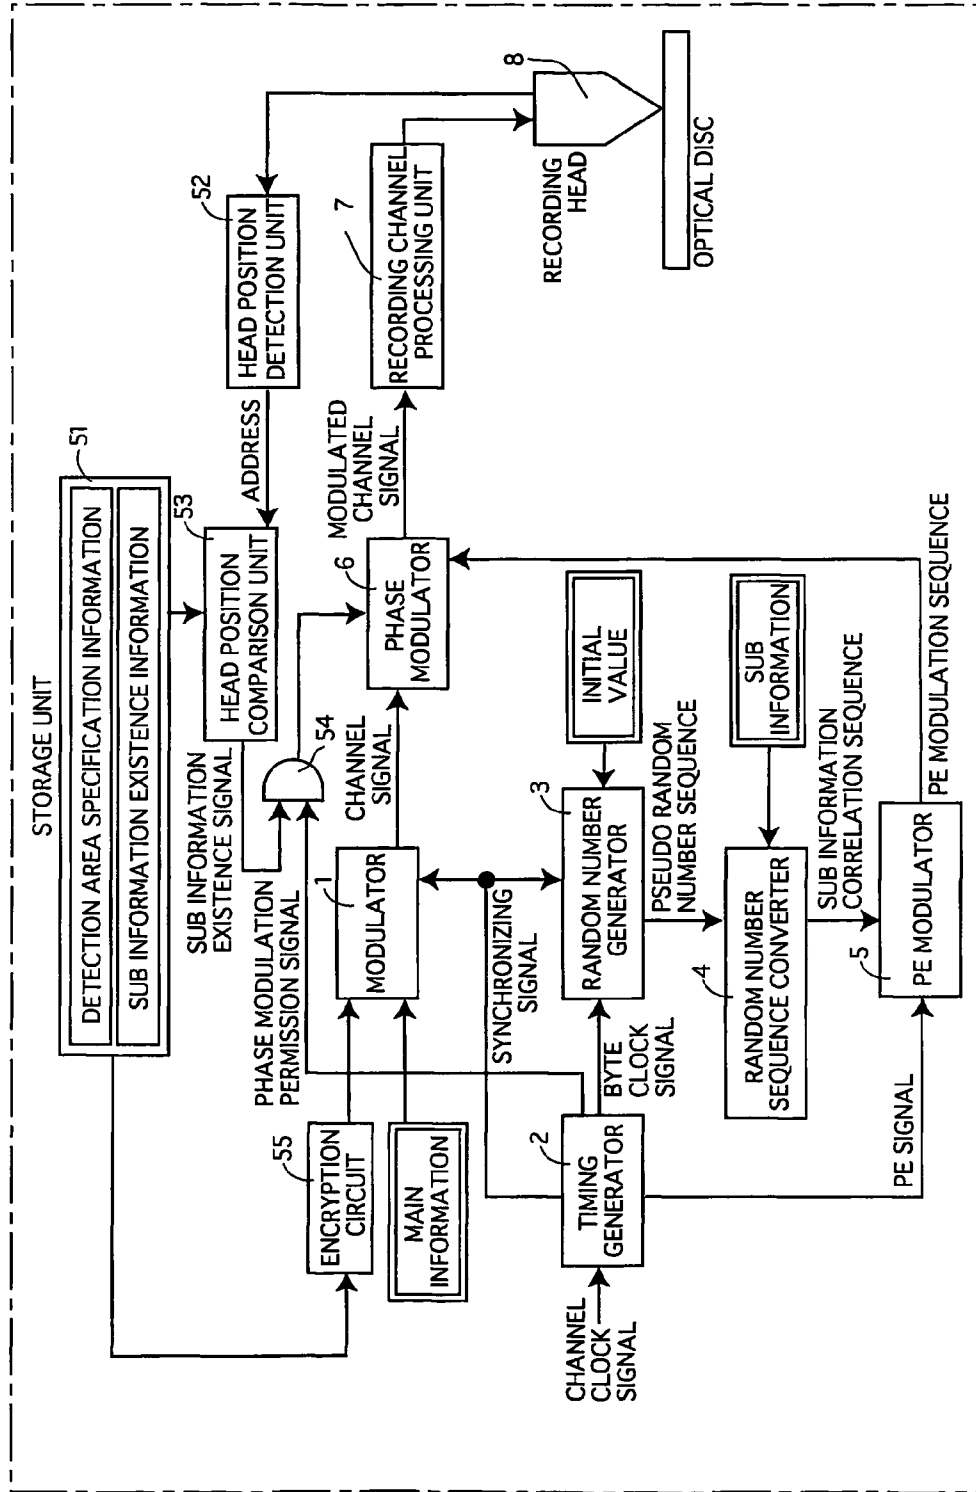 STORAGE UNIT
51
DETECTION AREA SPECIFICATION INFORMATION
SUB INFORMATION EXISTENCE INFORMATION
53
HEAD POSITION
COMPARISON UNIT
ADDRESS
52
HEAD POSITION
DETECTION UNIT
SUB INFORMATION
EXISTENCE SIGNAL
54
PHASE MODULATION
PERMISSION SIGNAL
55
ENCRYPTION
CIRCUIT
MAIN
INFORMATION
1
MODULATOR
CHANNEL
SIGNAL
6
PHASE
MODULATOR
MODULATED
CHANNEL
SIGNAL
7
RECORDING CHANNEL
PROCESSING UNIT
8
RECORDING
HEAD
OPTICAL DISC
SYNCHRONIZING
SIGNAL
CHANNEL
CLOCK
SIGNAL
2
TIMING
GENERATOR
BYTE
CLOCK
SIGNAL
3
RANDOM NUMBER
GENERATOR
INITIAL
VALUE
PSEUDO RANDOM
NUMBER SEQUENCE
4
RANDOM NUMBER
SEQUENCE CONVERTER
SUB
INFORMATION
SUB INFORMATION
CORRELATION SEQUENCE
PE SIGNAL
5
PE MODULATOR
PE MODULATION SEQUENCE